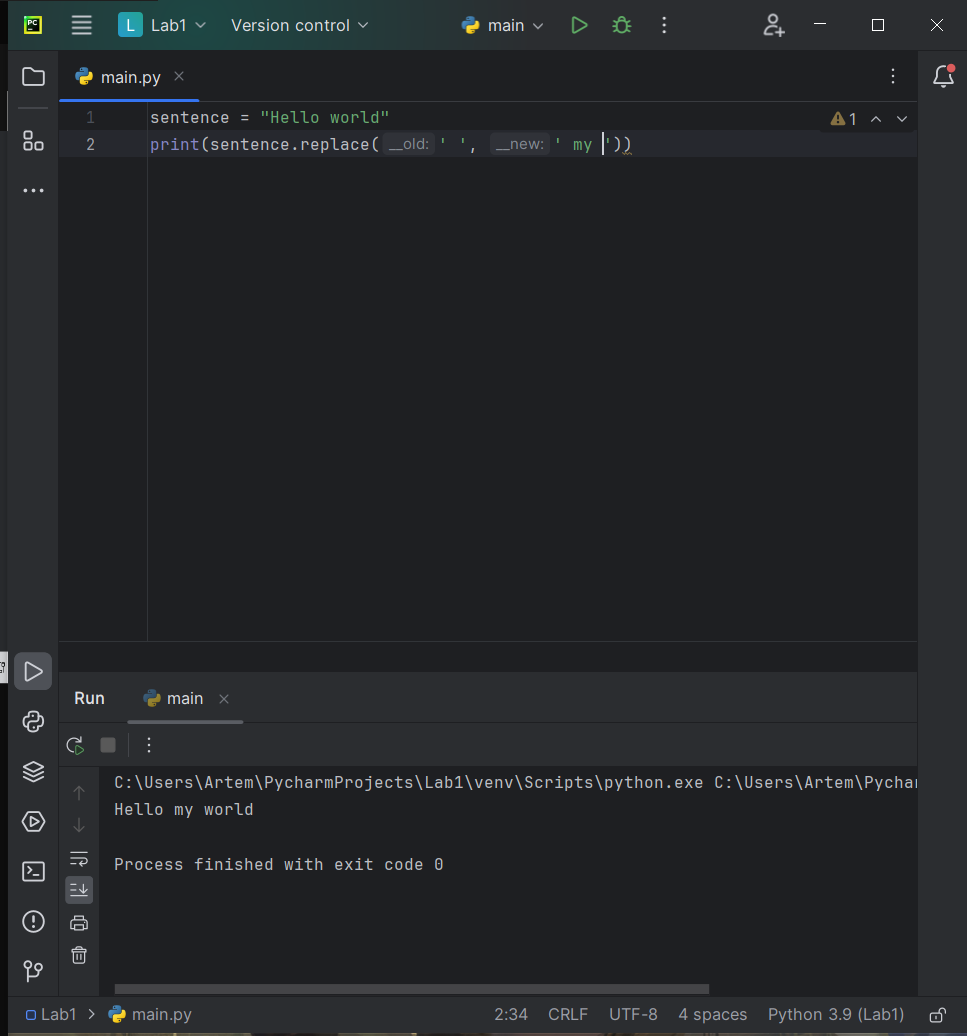 PC L Lab1 Version control main
main.py
1 sentence = "Hello world" 1
2 print(sentence.replace( __old: ' ', __new: ' my '))
Run main
C:\Users\Artem\PycharmProjects\Lab1\venv\Scripts\python.exe C:\Users\Artem\Pychar
Hello my world
Process finished with exit code 0
Lab1 > main.py 2:34 CRLF UTF-8 4 spaces Python 3.9 (Lab1)